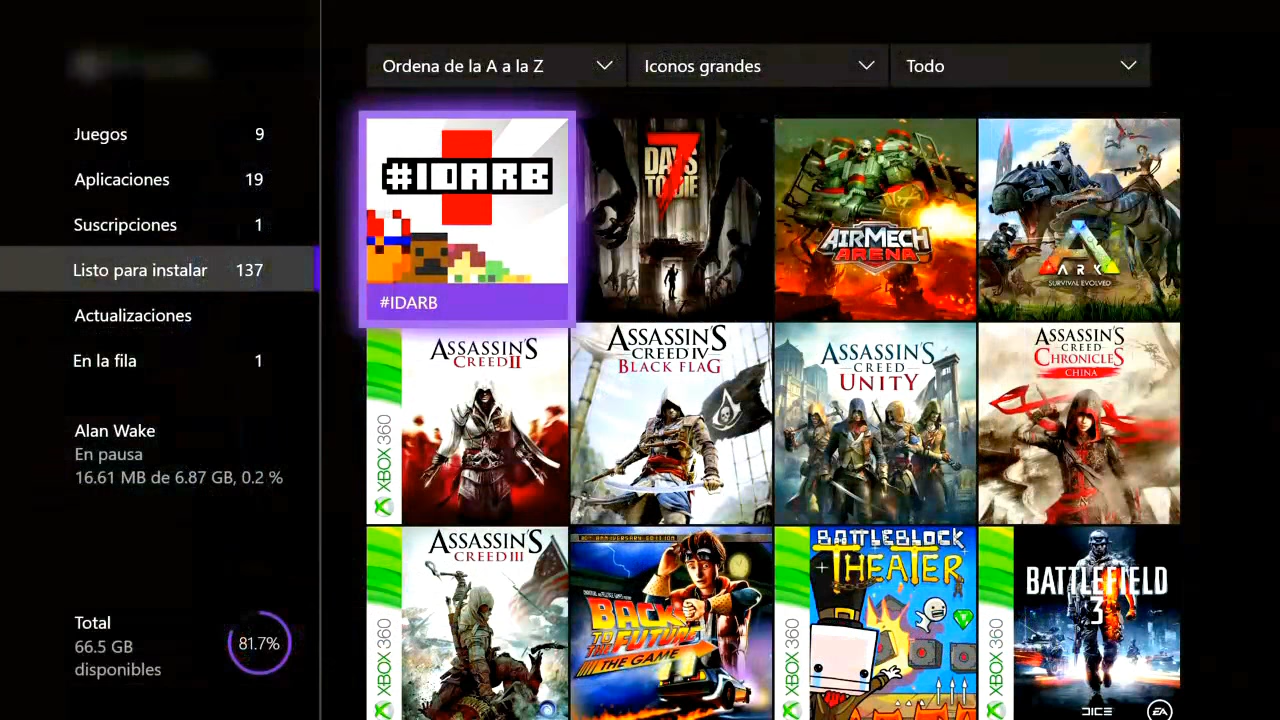 Ordena de la A a la Z
Iconos grandes
Todo
Juegos 9
Aplicaciones 19
Suscripciones 1
Listo para instalar 137
Actualizaciones
En la fila 1
Alan Wake
En pausa
16.61 MB de 6.87 GB, 0.2 %
Total
66.5 GB
disponibles
81.7%
#IDARB
#IDARB
7
DAYS
TO DIE
AIRMECH
ARENA
ARK
SURVIVAL EVOLVED
XBOX 360
ASSASSIN'S
CREED II
ASSASSIN'S
CREED IV
BLACK FLAG
ASSASSIN'S
CREED
UNITY
ASSASSIN'S
CREED
CHRONICLES
CHINA
XBOX 360
ASSASSIN'S
CREED III
30TH ANNIVERSARY EDITION
BACK
TO THE
FUTURE
THE GAME
XBOX 360
BATTLEBLOCK
THEATER
XBOX 360
BATTLEFIELD
3
DICE
EA